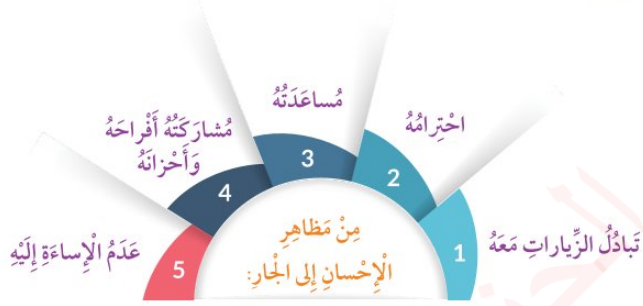 مِنْ مَظاهِرِ
الْإِحْسانِ إِلى الْجارِ:
1
تَبادُلُ الزِّياراتِ مَعَهُ
2
احْتِرامُهُ
3
مُساعَدَتُهُ
4
مُشارَكَتُهُ أَفْراحَهُ
وَأَحْزانَهُ
5
عَدَمُ الْإِساءَةِ إِلَيْهِ